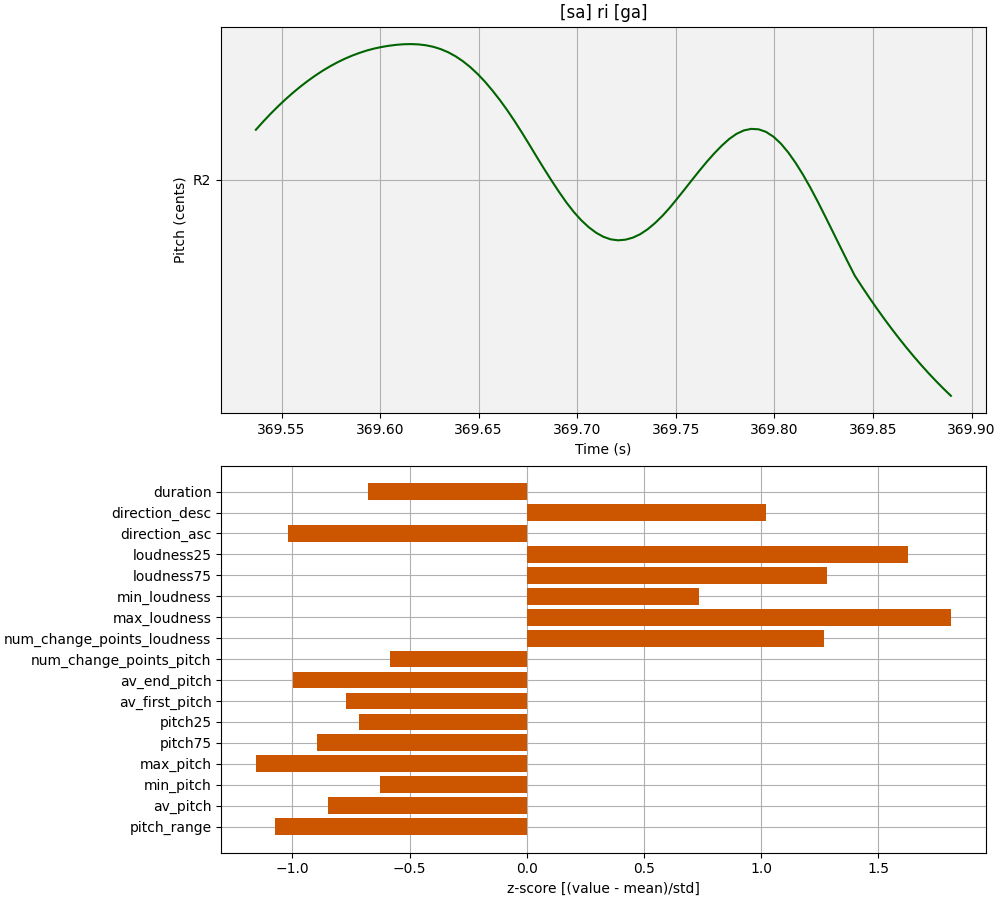 [sa] ri [ga]
R2
Pitch (cents)
369.55 369.60 369.65 369.70 369.75 369.80 369.85 369.90
Time (s)
duration
direction_desc
direction_asc
loudness25
loudness75
min_loudness
max_loudness
num_change_points_loudness
num_change_points_pitch
av_end_pitch
av_first_pitch
pitch25
pitch75
max_pitch
min_pitch
av_pitch
pitch_range
−1.0 −0.5 0.0 0.5 1.0 1.5
z-score [(value - mean)/std]